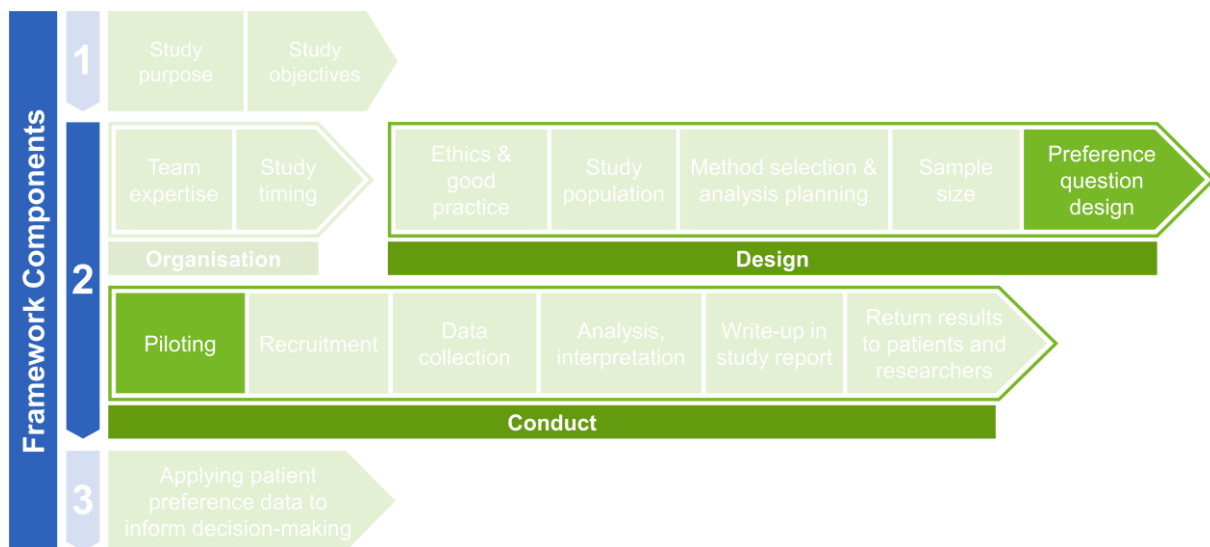 Framework Components
1
Study
purpose
Study
objectives
2
Team
expertise
Study
timing
Organisation
Ethics &
good
practice
Study
population
Method selection &
analysis planning
Sample
size
Preference
question
design
Design
Piloting
Recruitment
Data
collection
Analysis,
interpretation
Write-up in
study report
Return results
to patients and
researchers
Conduct
3
Applying patient
preference data to
inform decision-making